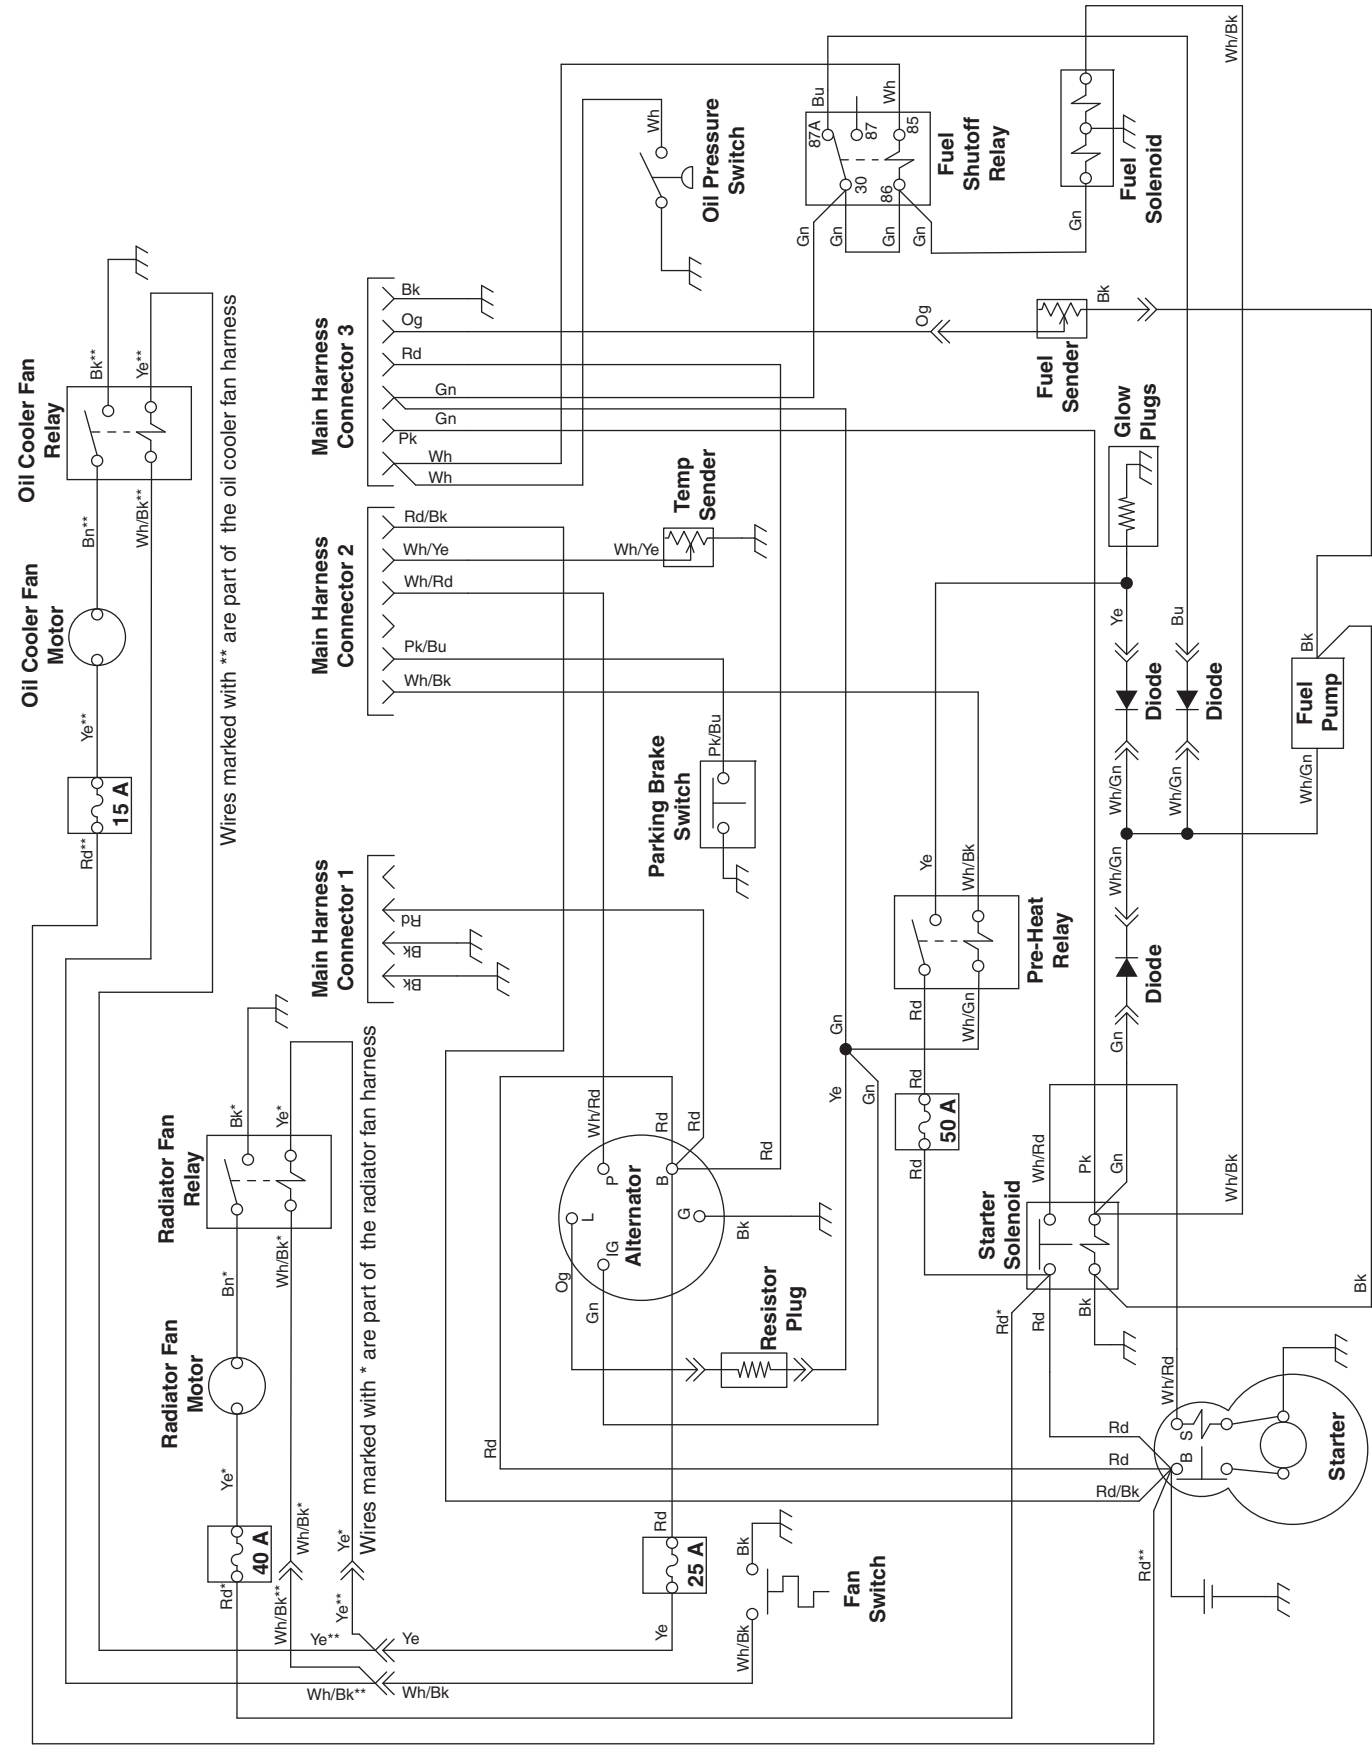 Oil Cooler Fan
Relay
Bk**
Ye**
Bn**
Wh/Bk**
Oil Cooler Fan
Motor
Ye**
15 A
Rd**
Wires marked with ** are part of the oil cooler fan harness
Main Harness
Connector 3
Bk
Og
Rd
Gn
Gn
Pk
Wh
Wh
Main Harness
Connector 2
Rd/Bk
Wh/Ye
Wh/Rd
Pk/Bu
Wh/Bk
Main Harness
Connector 1
Rd
Bk
Bk
Wh
Oil Pressure
Switch
Bu
Wh
87A
87
85
30
86
Gn
Gn
Gn
Gn
Fuel
Shutoff
Relay
Fuel
Solenoid
Gn
Wh/Bk
Og
Fuel
Sender
Bk
Wh/Ye
Temp
Sender
Glow
Plugs
Pk/Bu
Parking Brake
Switch
Ye
Bu
Diode
Diode
Wh/Gn
Wh/Gn
Bk
Fuel
Pump
Wh/Gn
Wh/Gn
Diode
Gn
Ye
Wh/Bk
Pre-Heat
Relay
Rd
Wh/Gn
Rd
50 A
Rd
Gn
Ye
Gn
Radiator Fan
Relay
Bk*
Ye*
Bn*
Wh/Bk*
Radiator Fan
Motor
Ye*
40 A
Rd*
Wh/Bk*
Ye*
Wires marked with * are part of the radiator fan harness
Wh/Bk**
Ye**
Ye**
Ye
Wh/Bk**
Wh/Bk
Wh/Rd
Rd
Rd
Rd
P
B
L
G
IG
Alternator
Og
Gn
Bk
Resistor
Plug
Rd
Rd
25 A
Ye
Bk
Wh/Bk
Fan
Switch
Starter
Solenoid
Wh/Rd
Pk
Gn
Wh/Bk
Rd*
Rd
Bk
Bk
Wh/Rd
Rd
Rd
Rd/Bk
Rd**
S
B
Starter